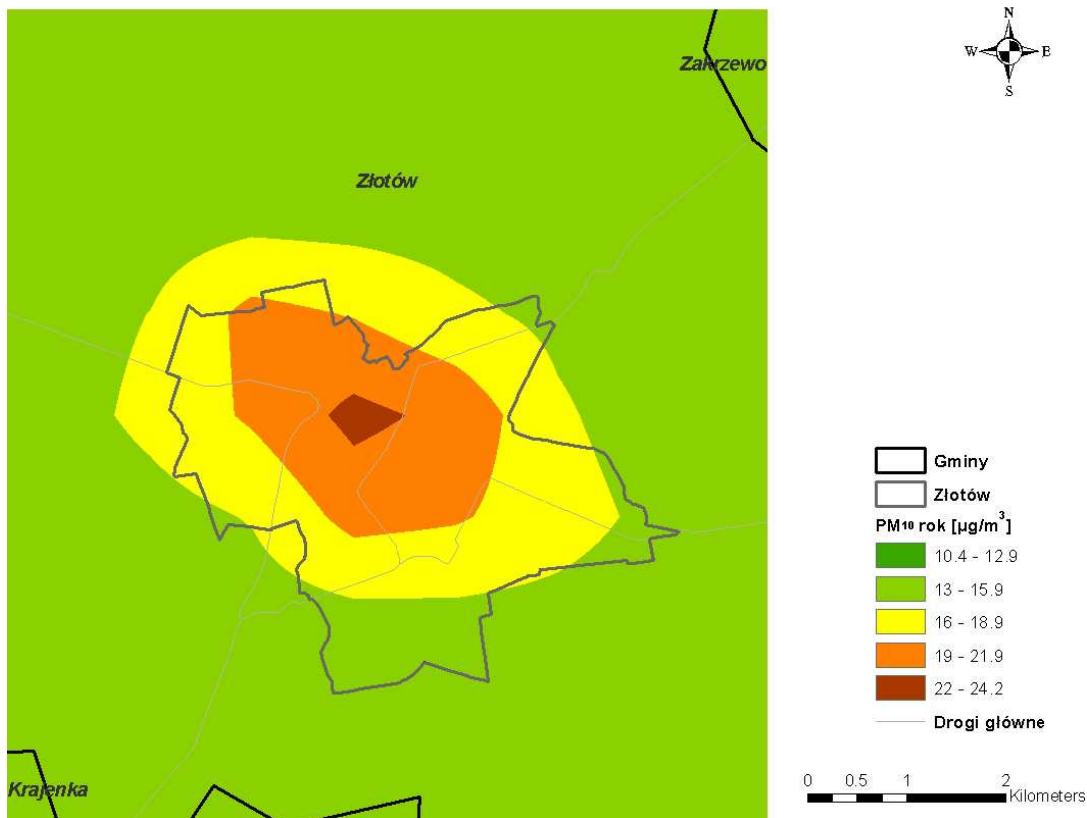 N
W E
S
Zakrzewo
Złotów
Krajenka
Gminy
Złotów
PM10 rok [µg/m³]
10.4 - 12.9
13 - 15.9
16 - 18.9
19 - 21.9
22 - 24.2
Drogi główne
0 0.5 1 2
Kilometers